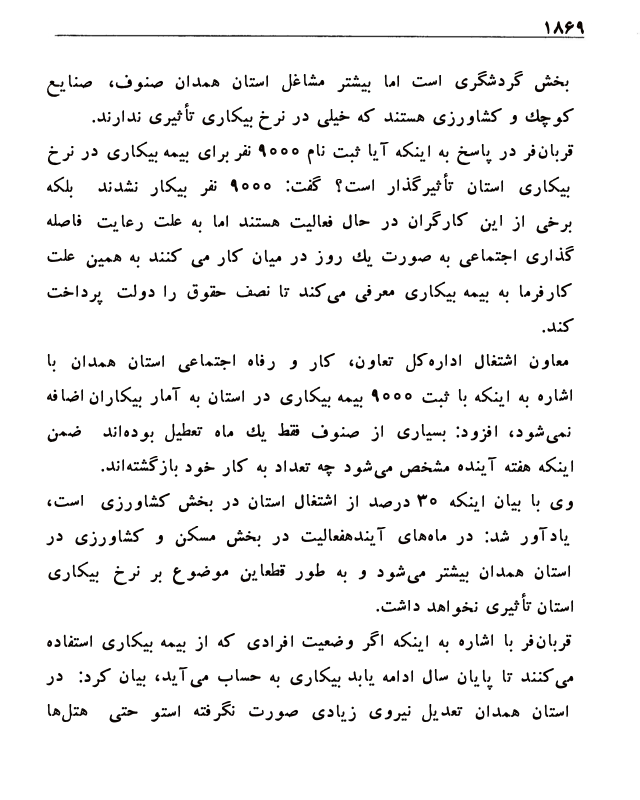 ۱۸۶۹
بخش گردشگری است اما بیشتر مشاغل استان همدان صنوف، صنایع
کوچك و کشاورزی هستند که خیلی در نرخ بیکاری تأثیری ندارند.
قربان‌فر در پاسخ به اینکه آیا ثبت نام ۹۰۰۰ نفر برای بیمه بیکاری در نرخ
بیکاری استان تأثیرگذار است؟ گفت: ۹۰۰۰ نفر بیکار نشدند بلکه
برخی از این کارگران در حال فعالیت هستند اما به علت رعایت فاصله
گذاری اجتماعی به صورت یك روز در میان کار می کنند به همین علت
کارفرما به بیمه بیکاری معرفی می‌کند تا نصف حقوق را دولت پرداخت
کند.
معاون اشتغال اداره‌کل تعاون، کار و رفاه اجتماعی استان همدان با
اشاره به اینکه با ثبت ۹۰۰۰ بیمه بیکاری در استان به آمار بیکاران اضافه
نمی‌شود، افزود: بسیاری از صنوف فقط یك ماه تعطیل بوده‌اند ضمن
اینکه هفته آینده مشخص می‌شود چه تعداد به کار خود بازگشته‌اند.
وی با بیان اینکه ۳۰ درصد از اشتغال استان در بخش کشاورزی است،
یادآور شد: در ماه‌های آیندهفعالیت در بخش مسکن و کشاورزی در
استان همدان بیشتر می‌شود و به طور قطعاین موضوع بر نرخ بیکاری
استان تأثیری نخواهد داشت.
قربان‌فر با اشاره به اینکه اگر وضعیت افرادی که از بیمه بیکاری استفاده
می‌کنند تا پایان سال ادامه یابد بیکاری به حساب می‌آید، بیان کرد: در
استان همدان تعدیل نیروی زیادی صورت نگرفته استو حتی هتل‌ها